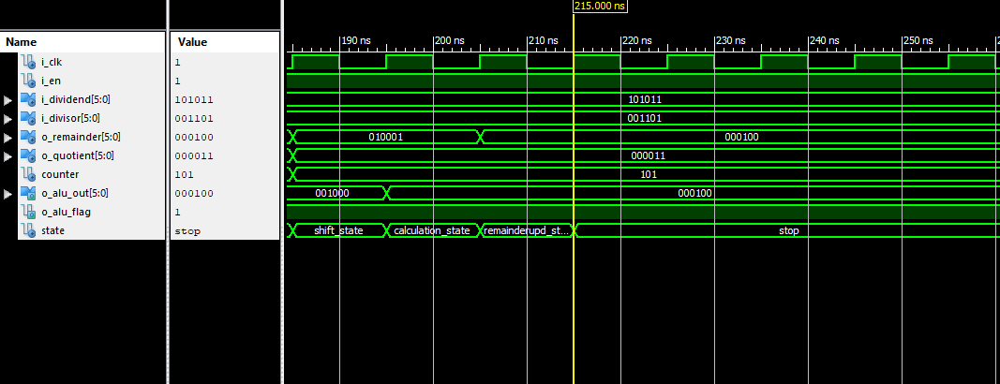 215.000 ns
Name Value 190 ns 200 ns 210 ns 220 ns 230 ns 240 ns 250 ns
i_clk 1
i_en 1
i_dividend[5:0] 101011 101011
i_divisor[5:0] 001101 001101
o_remainder[5:0] 000100 010001 000100
o_quotient[5:0] 000011 000011
counter 101 101
o_alu_out[5:0] 000100 001000 000100
o_alu_flag 1
state stop shift_state calculation_state remainderupd_st... stop